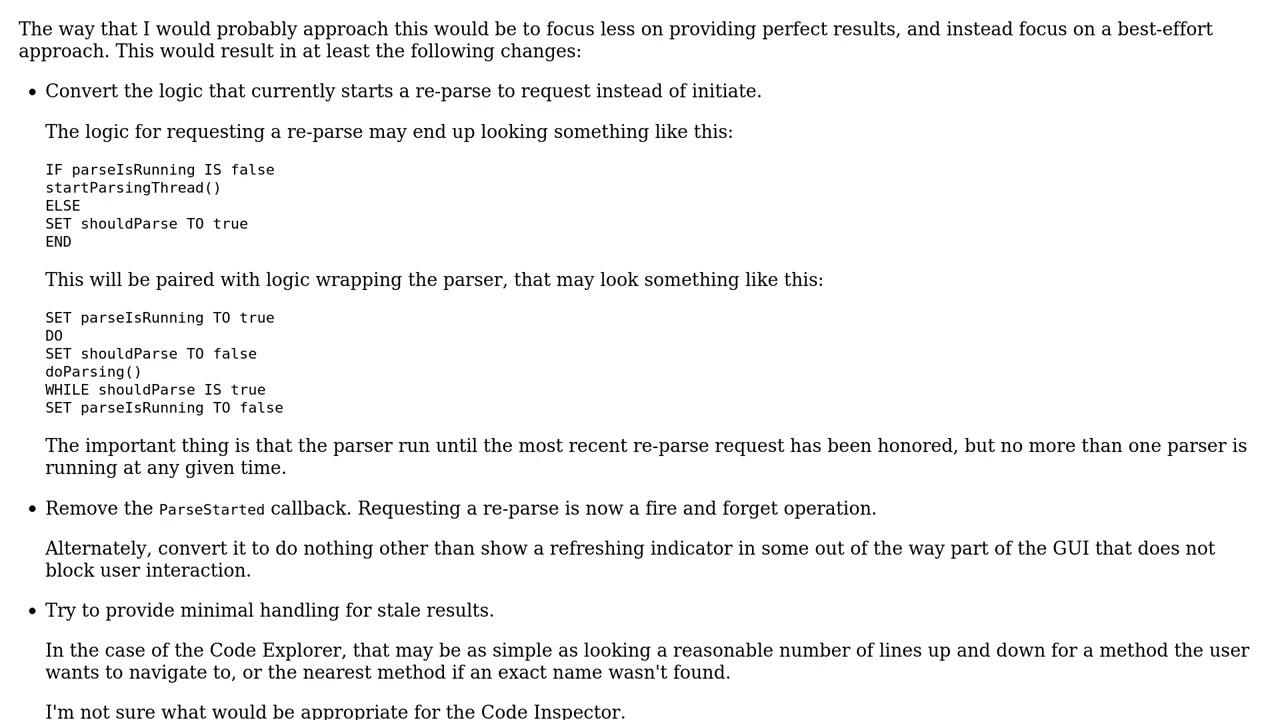 The way that I would probably approach this would be to focus less on providing perfect results, and instead focus on a best-effort
approach. This would result in at least the following changes:
• Convert the logic that currently starts a re-parse to request instead of initiate.
The logic for requesting a re-parse may end up looking something like this:
IF parseIsRunning IS false
startParsingThread()
ELSE
SET shouldParse TO true
END
This will be paired with logic wrapping the parser, that may look something like this:
SET parseIsRunning TO true
DO
SET shouldParse TO false
doParsing()
WHILE shouldParse IS true
SET parseIsRunning TO false
The important thing is that the parser run until the most recent re-parse request has been honored, but no more than one parser is
running at any given time.
• Remove the ParseStarted callback. Requesting a re-parse is now a fire and forget operation.
Alternately, convert it to do nothing other than show a refreshing indicator in some out of the way part of the GUI that does not
block user interaction.
• Try to provide minimal handling for stale results.
In the case of the Code Explorer, that may be as simple as looking a reasonable number of lines up and down for a method the user
wants to navigate to, or the nearest method if an exact name wasn't found.
I'm not sure what would be appropriate for the Code Inspector.